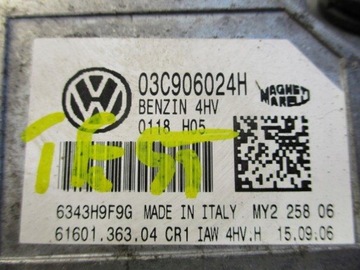 03C906024H
BENZIN 4HV
0118 H05
MAGNETI MARELLI
6343H9F9G MADE IN ITALY MY2 258 06
61601.363.04 CR1 IAW 4HV.H 15.09.06